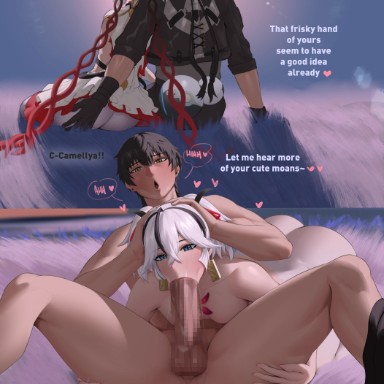 That frisky hand
of yours
seem to have
a good idea
already
C-Camellya!!
Let me hear more
of your cute moans~